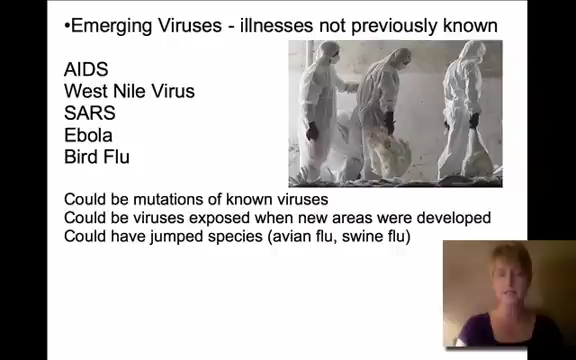 •Emerging Viruses - illnesses not previously known
AIDS
West Nile Virus
SARS
Ebola
Bird Flu
Could be mutations of known viruses
Could be viruses exposed when new areas were developed
Could have jumped species (avian flu, swine flu)